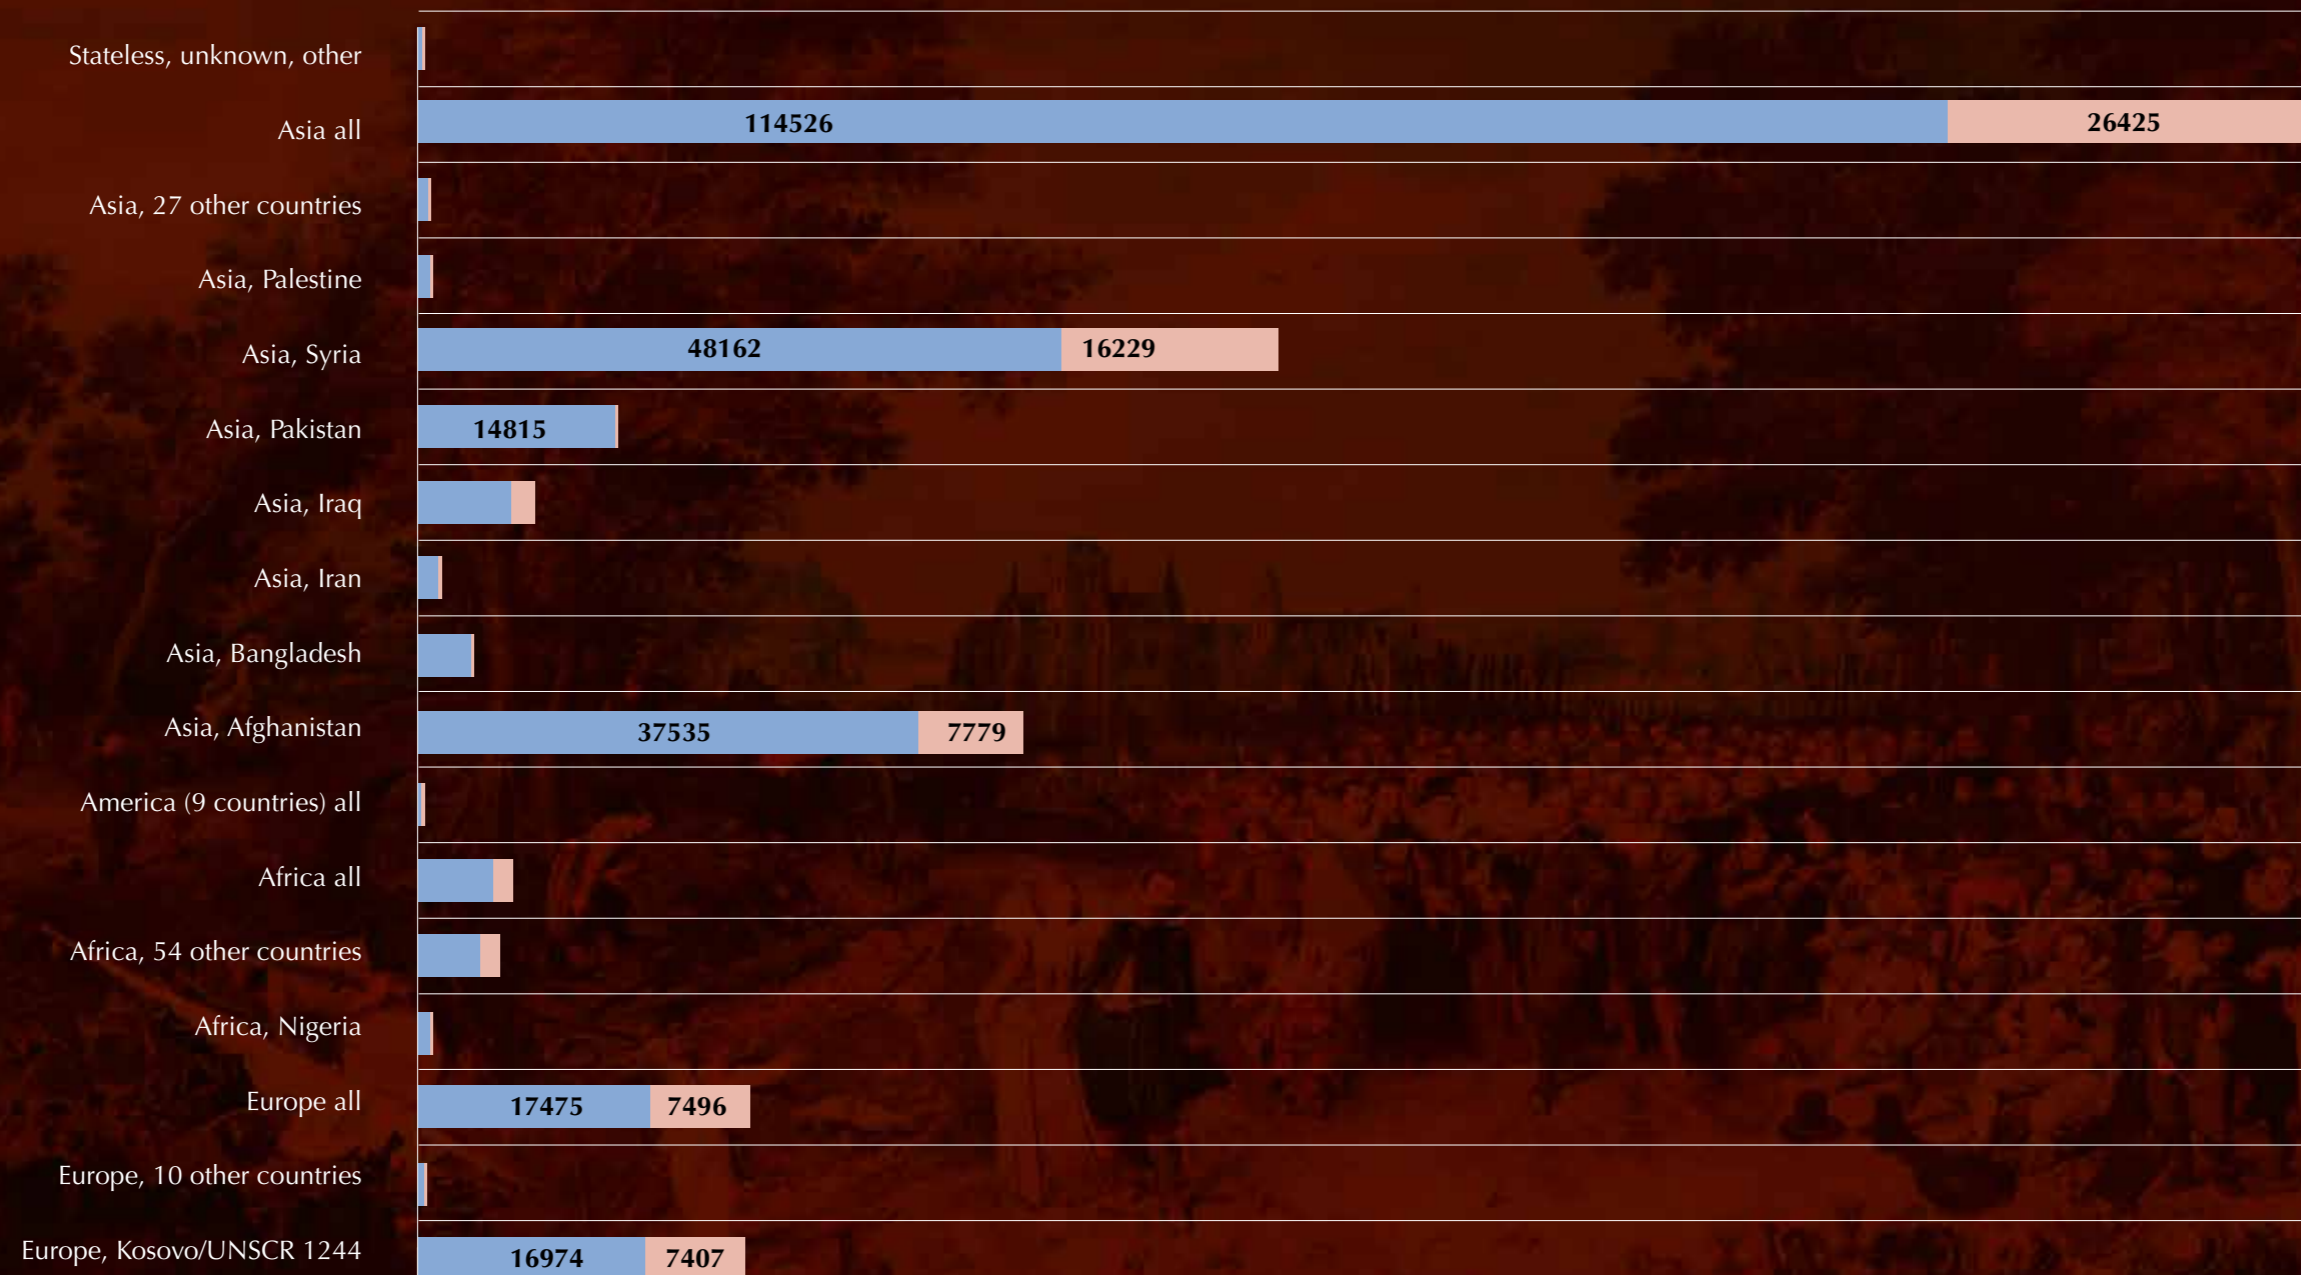 Stateless, unknown, other
Asia all 114526 26425
Asia, 27 other countries
Asia, Palestine
Asia, Syria 48162 16229
Asia, Pakistan 14815
Asia, Iraq
Asia, Iran
Asia, Bangladesh
Asia, Afghanistan 37535 7779
America (9 countries) all
Africa all
Africa, 54 other countries
Africa, Nigeria
Europe all 17475 7496
Europe, 10 other countries
Europe, Kosovo/UNSCR 1244 16974 7407